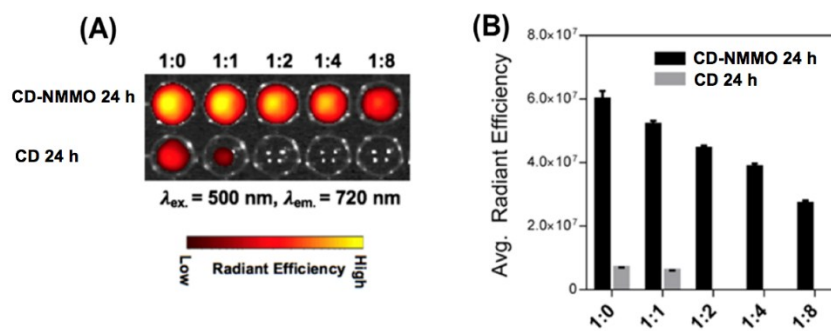 (A)
1:0 1:1 1:2 1:4 1:8
CD-NMMO 24 h
CD 24 h
λex. = 500 nm, λem. = 720 nm
Low
Radiant Efficiency
High
(B)
Avg. Radiant Efficiency
8.0×10⁷
6.0×10⁷
4.0×10⁷
2.0×10⁷
0
CD-NMMO 24 h
CD 24 h
1:0 1:1 1:2 1:4 1:8